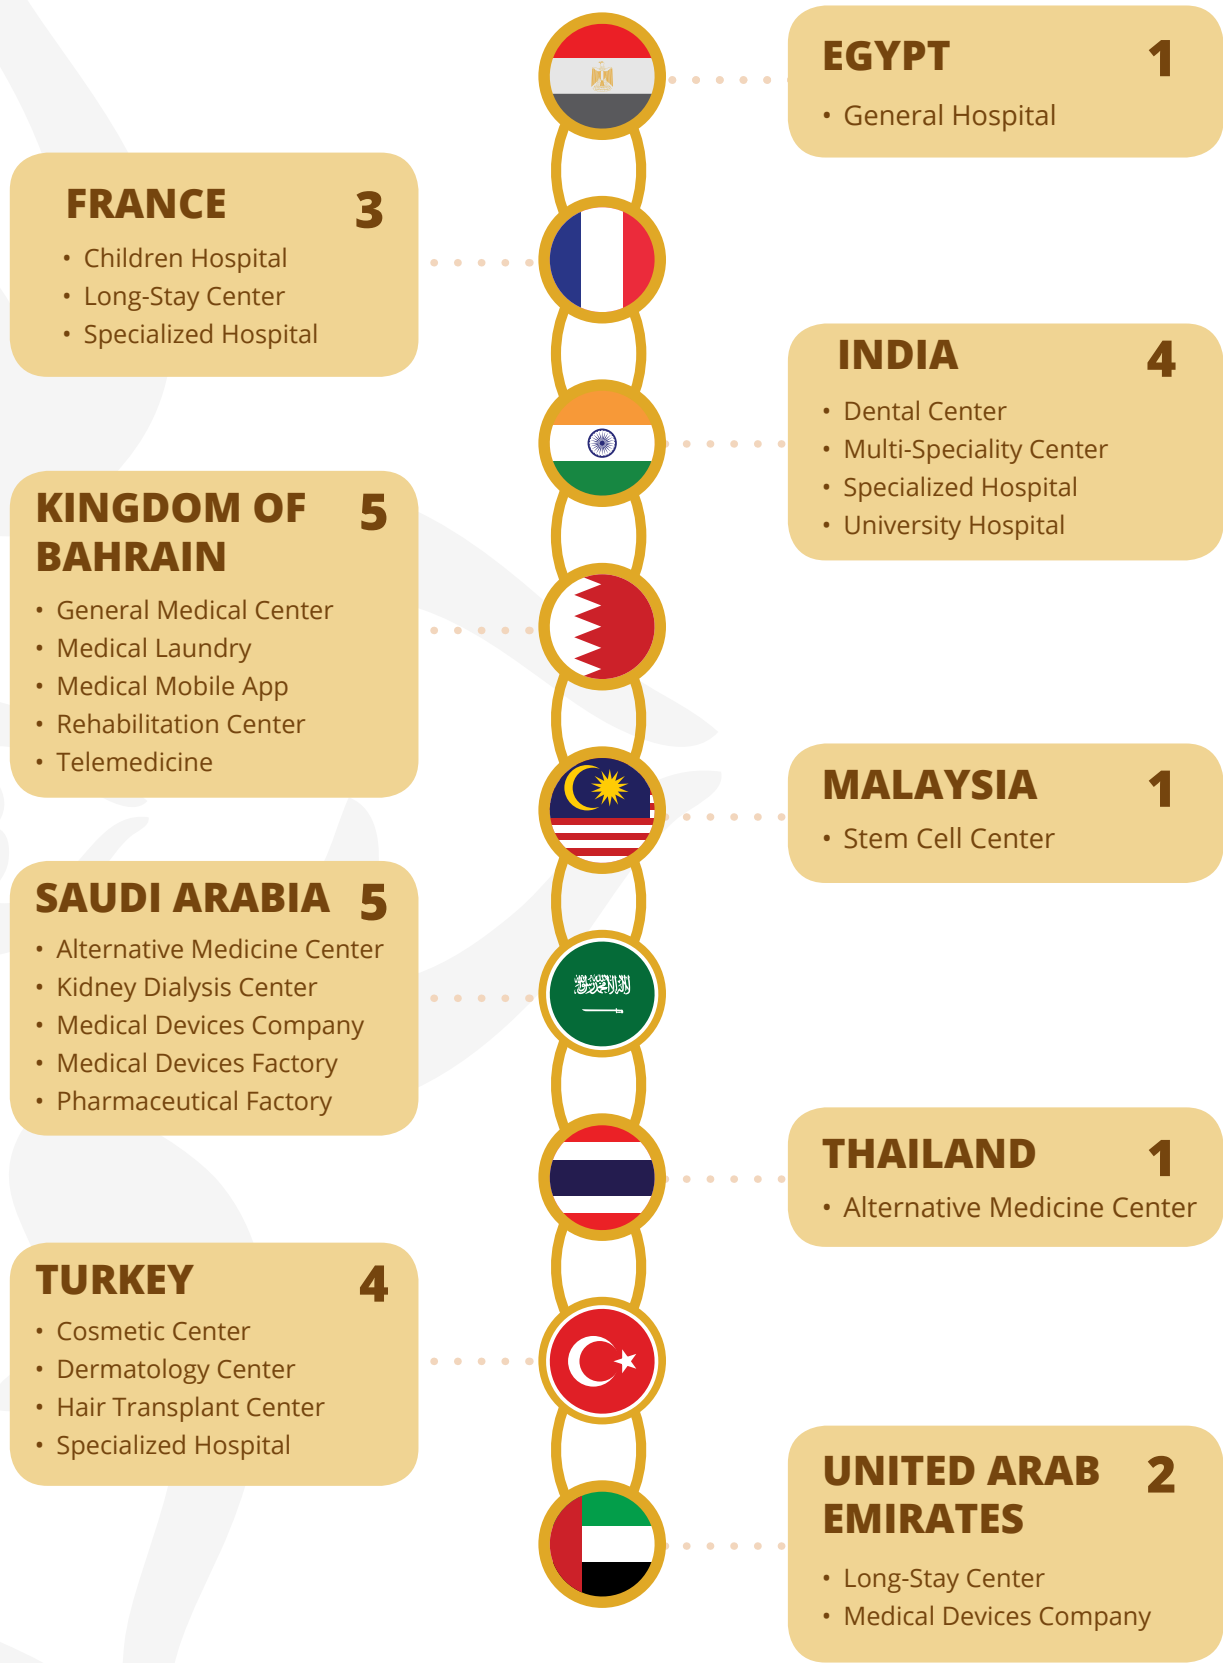 EGYPT 1
• General Hospital
FRANCE 3
• Children Hospital
• Long-Stay Center
• Specialized Hospital
INDIA 4
• Dental Center
• Multi-Speciality Center
• Specialized Hospital
• University Hospital
KINGDOM OF 5
BAHRAIN
• General Medical Center
• Medical Laundry
• Medical Mobile App
• Rehabilitation Center
• Telemedicine
MALAYSIA 1
• Stem Cell Center
SAUDI ARABIA 5
• Alternative Medicine Center
• Kidney Dialysis Center
• Medical Devices Company
• Medical Devices Factory
• Pharmaceutical Factory
THAILAND 1
• Alternative Medicine Center
TURKEY 4
• Cosmetic Center
• Dermatology Center
• Hair Transplant Center
• Specialized Hospital
UNITED ARAB 2
EMIRATES
• Long-Stay Center
• Medical Devices Company